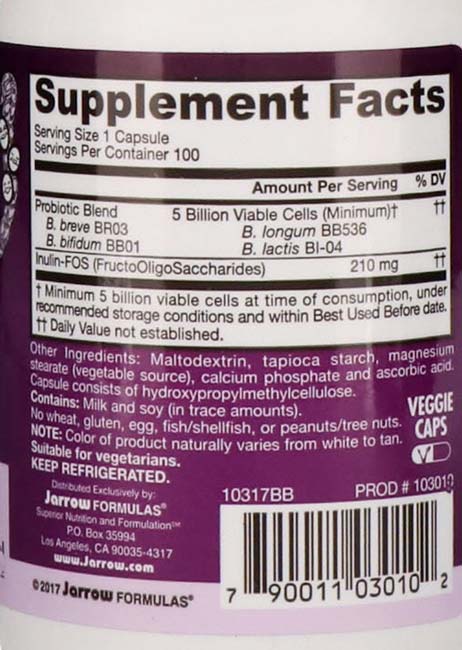 Supplement Facts
Serving Size 1 Capsule
Servings Per Container 100
Amount Per Serving % DV
Probiotic Blend 5 Billion Viable Cells (Minimum)† ††
B. breve BR03 B. longum BB536
B. bifidum BB01 B. lactis BI-04
Inulin-FOS (FructoOligoSaccharides) 210 mg ††
† Minimum 5 billion viable cells at time of consumption, under
recommended storage conditions and within Best Used Before date.
†† Daily Value not established.
Other Ingredients: Maltodextrin, tapioca starch, magnesium
stearate (vegetable source), calcium phosphate and ascorbic acid.
Capsule consists of hydroxypropylmethylcellulose.
Contains: Milk and soy (in trace amounts).
No wheat, gluten, egg, fish/shellfish, or peanuts/tree nuts.
NOTE: Color of product naturally varies from white to tan.
Suitable for vegetarians.
KEEP REFRIGERATED.
VEGGIE
CAPS
V
Distributed Exclusively by:
Jarrow FORMULAS®
Superior Nutrition and Formulation™
P.O. Box 35994
Los Angeles, CA 90035-4317
www.Jarrow.com
©2017 Jarrow FORMULAS®
10317BB PROD # 103010
7 90011 03010 2